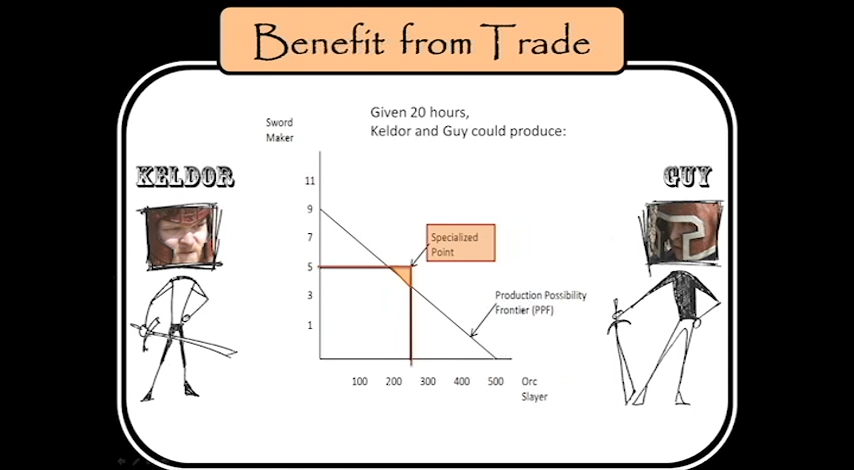 Benefit from Trade
Given 20 hours,
Keldor and Guy could produce:
Sword
Maker
KELDOR
GUY
11
9
7
5
3
1
Specialized
Point
Production Possibility
Frontier (PPF)
100 200 300 400 500
Orc
Slayer